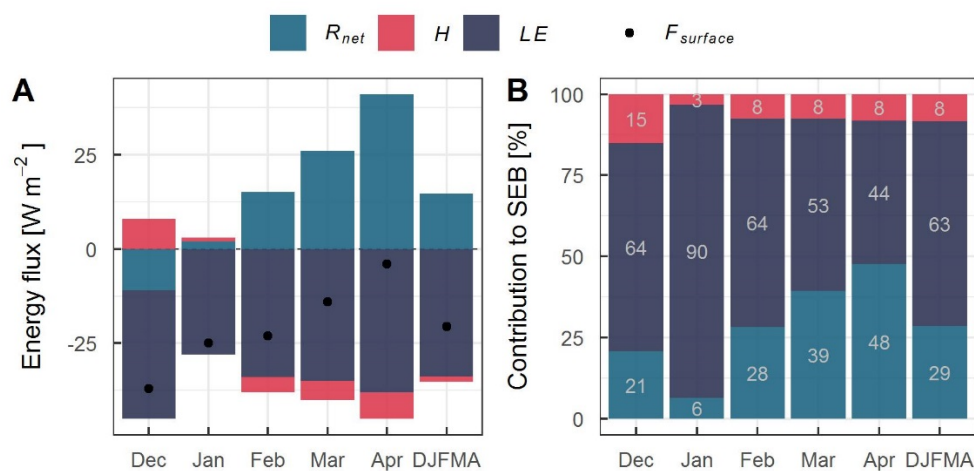 R_net H LE F_surface
A
Energy flux [W m⁻²]
25
0
-25
Dec Jan Feb Mar Apr DJFMA
B
Contribution to SEB [%]
100
75
50
25
0
15 3 8 8 8 8
64 90 64 53 44 63
21 6 28 39 48 29
Dec Jan Feb Mar Apr DJFMA